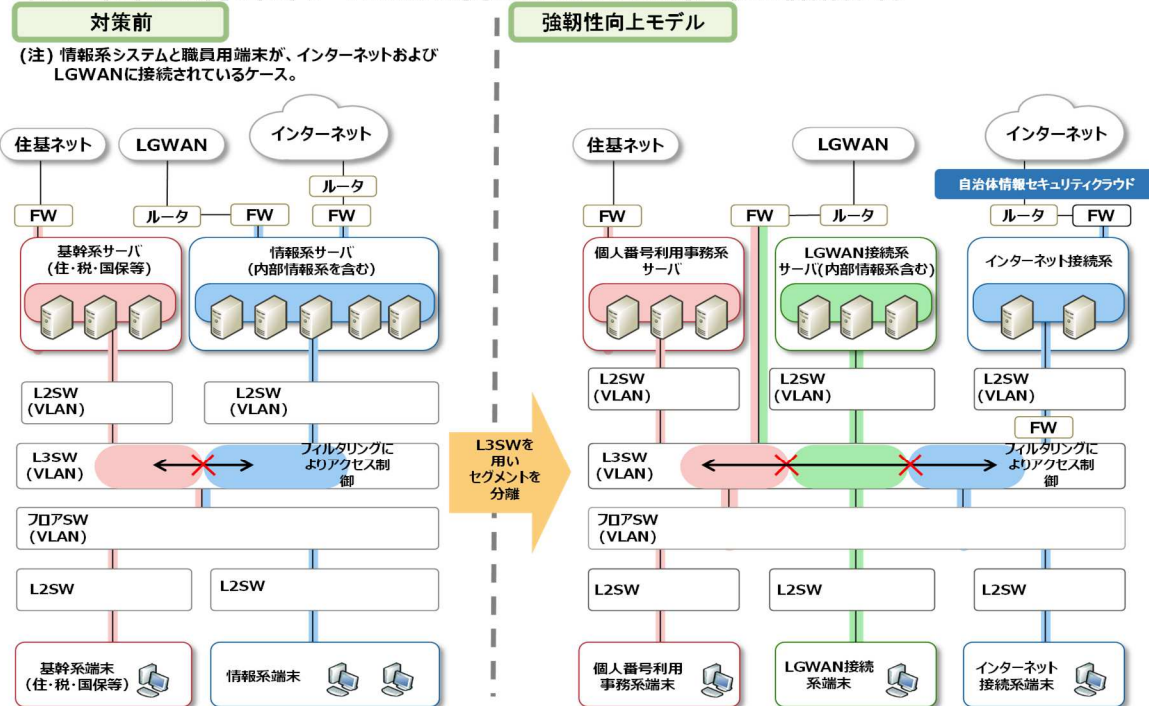 対策前
(注) 情報系システムと職員用端末が、インターネットおよび
LGWANに接続されているケース。
住基ネット
LGWAN
インターネット
ルータ
FW
ルータ
FW
FW
基幹系サーバ
(住・税・国保等)
情報系サーバ
(内部情報系を含む)
L2SW
(VLAN)
L2SW
(VLAN)
L3SW
(VLAN)
フィルタリングに
よりアクセス制
御
フロアSW
(VLAN)
L2SW
L2SW
基幹系端末
(住・税・国保等)
情報系端末
L3SWを
用い
セグメントを
分離
強靭性向上モデル
住基ネット
LGWAN
インターネット
自治体情報セキュリティクラウド
FW
FW
ルータ
ルータ
FW
個人番号利用事務系
サーバ
LGWAN接続系
サーバ(内部情報系含む)
インターネット接続系
L2SW
(VLAN)
L2SW
(VLAN)
L2SW
(VLAN)
FW
L3SW
(VLAN)
フィルタリングに
よりアクセス制
御
フロアSW
(VLAN)
L2SW
L2SW
L2SW
個人番号利用
事務系端末
LGWAN接続
系端末
インターネット
接続系端末